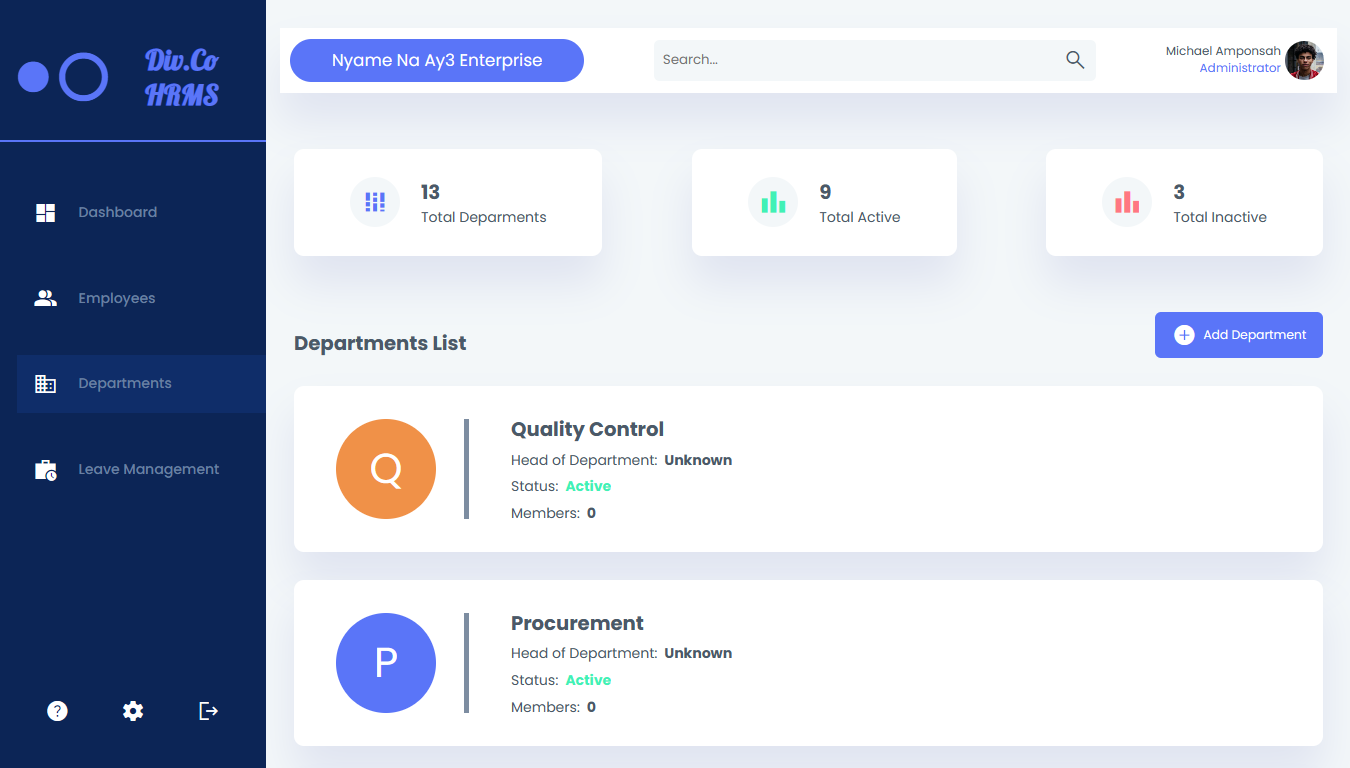 Div.Co
HRMS
Dashboard
Employees
Departments
Leave Management
Nyame Na Ay3 Enterprise
Search...
Michael Amponsah
Administrator
13
Total Deparments
9
Total Active
3
Total Inactive
Departments List
Add Department
Q
Quality Control
Head of Department: Unknown
Status: Active
Members: 0
P
Procurement
Head of Department: Unknown
Status: Active
Members: 0